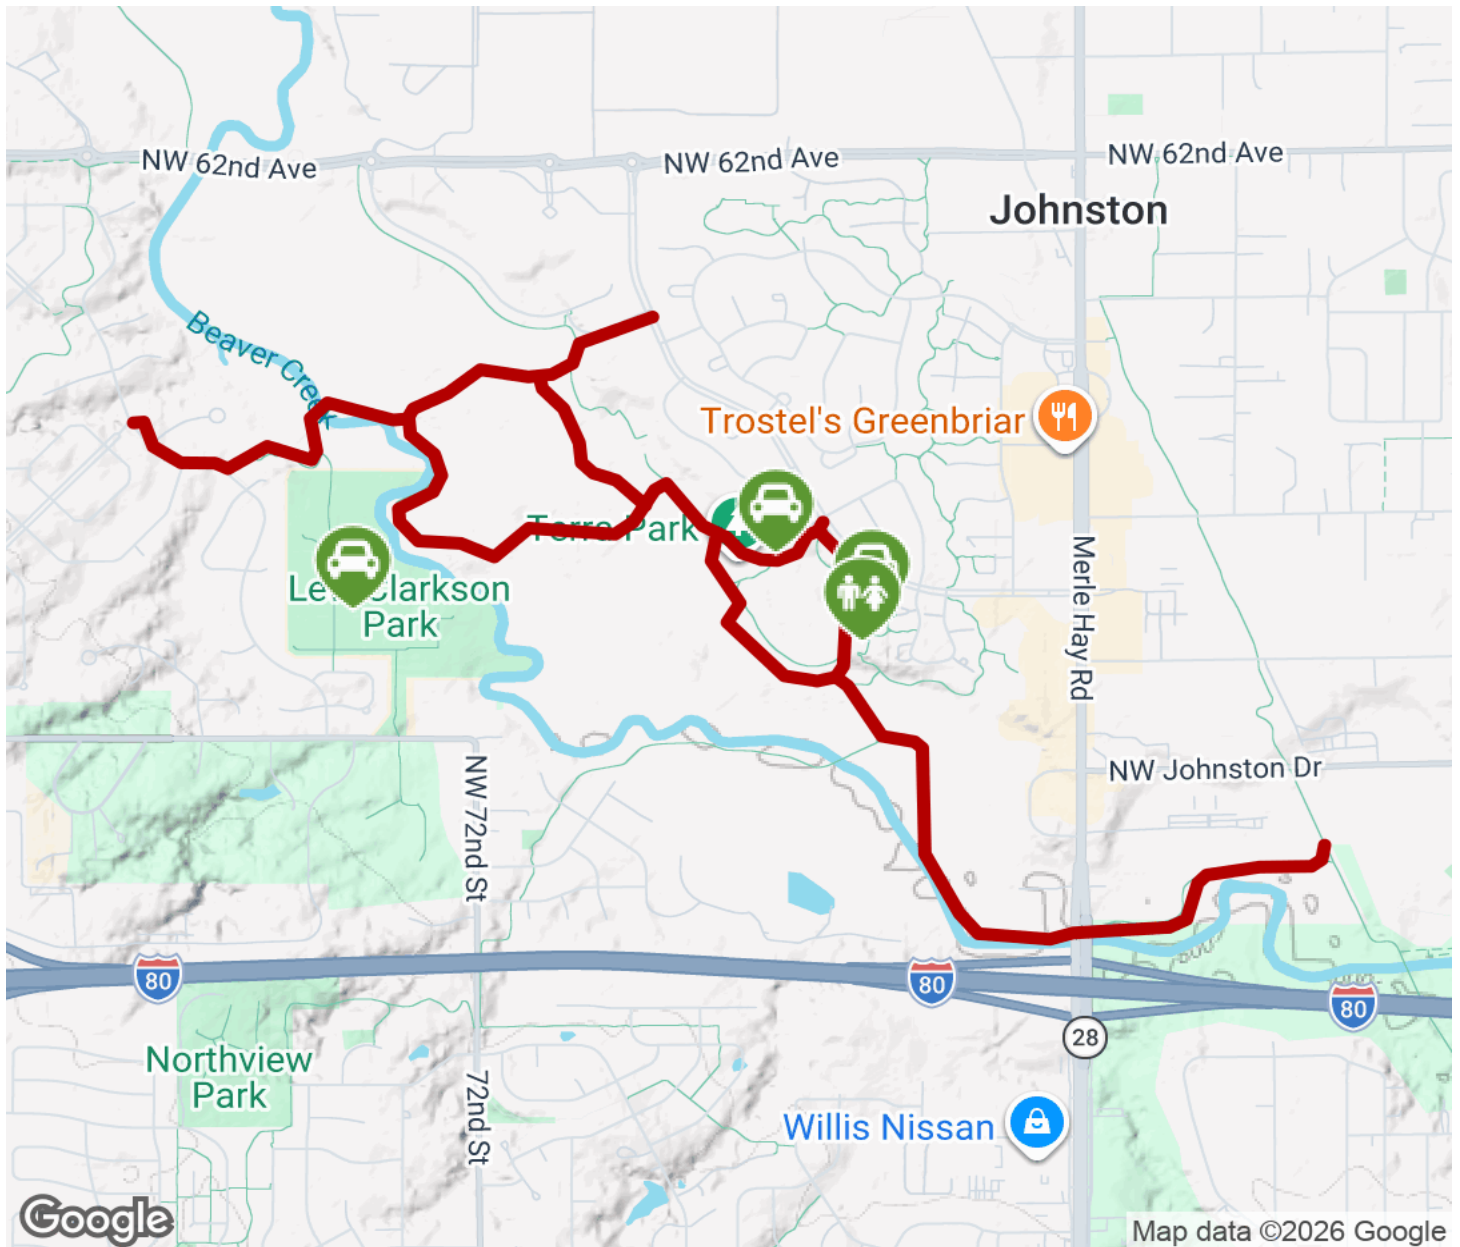 NW 62nd Ave
NW 62nd Ave
NW 62nd Ave
Johnston
Beaver Creek
Trostel's Greenbriar
Terra Park
Merle Hay Rd
Clarkson
Park
NW Johnston Dr
NW 72nd St
80
80
80
28
Northview
Park
72nd St
Willis Nissan
Google
Map data ©2026 Google